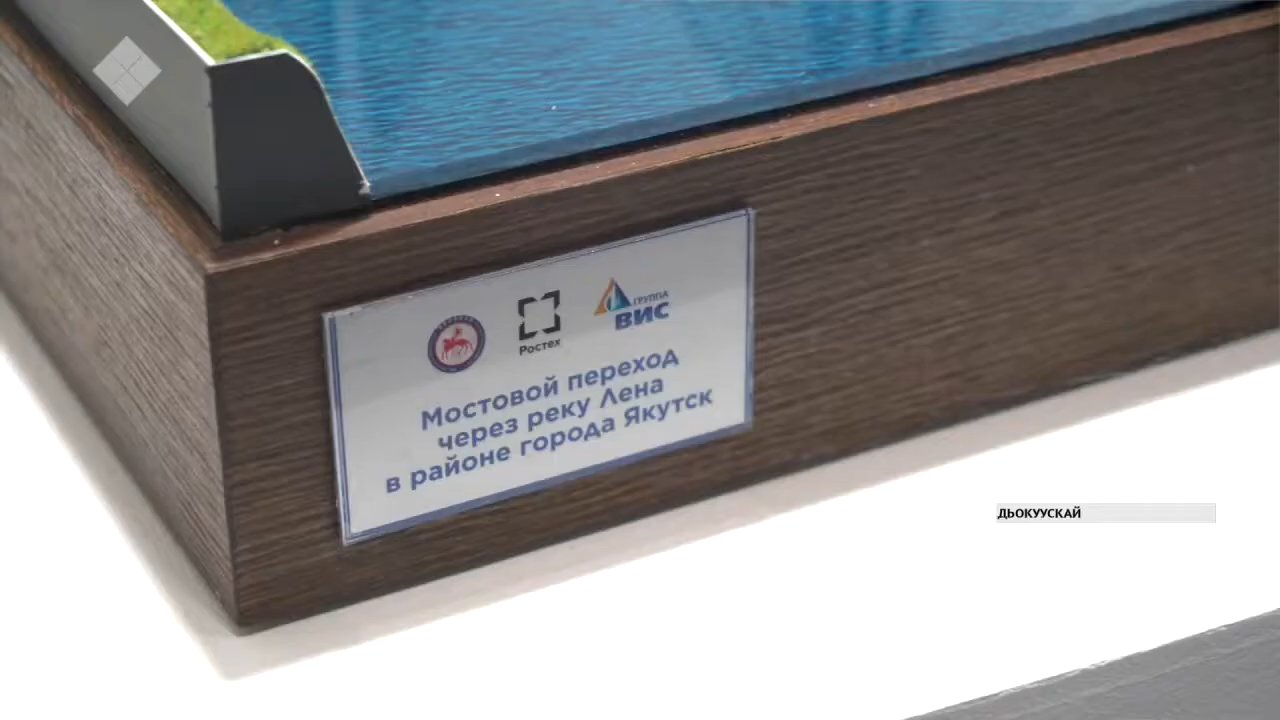 Ростех
ГРУППА
ВИС
Мостовой переход
через реку Лена
в районе города Якутск
ДЬОКУУСКАЙ